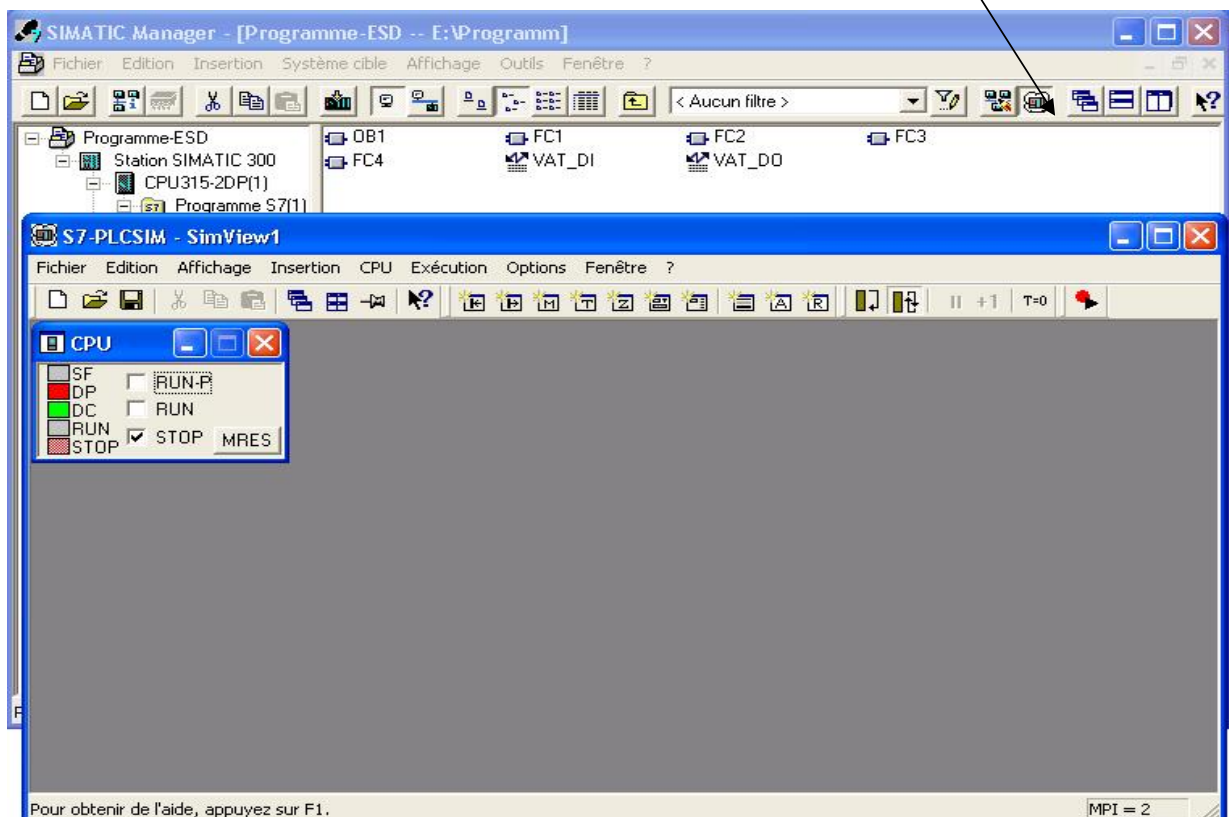 SIMATIC Manager - [Programme-ESD -- E:\Programm]
Fichier Edition Insertion Système cible Affichage Outils Fenêtre ?
< Aucun filtre >
Programme-ESD
Station SIMATIC 300
CPU315-2DP(1)
S7 Programme S7(1)
OB1 FC1 FC2 FC3
FC4 VAT_DI VAT_DO
S7-PLCSIM - SimView1
Fichier Edition Affichage Insertion CPU Exécution Options Fenêtre ?
E A M T Z A R
+1 T=0
CPU
SF
DP
DC
RUN
STOP
RUN-P
RUN
STOP MRES
Pour obtenir de l'aide, appuyez sur F1.
MPI = 2